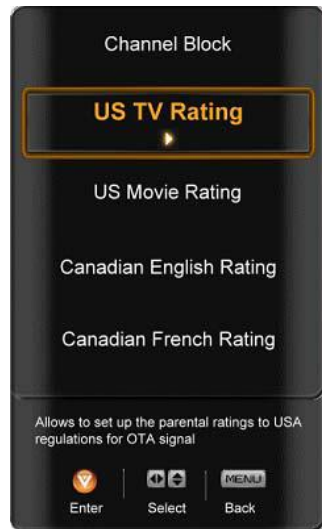 Channel Block
US TV Rating
US Movie Rating
Canadian English Rating
Canadian French Rating
Allows to set up the parental ratings to USA
regulations for OTA signal
MENU
Enter Select Back